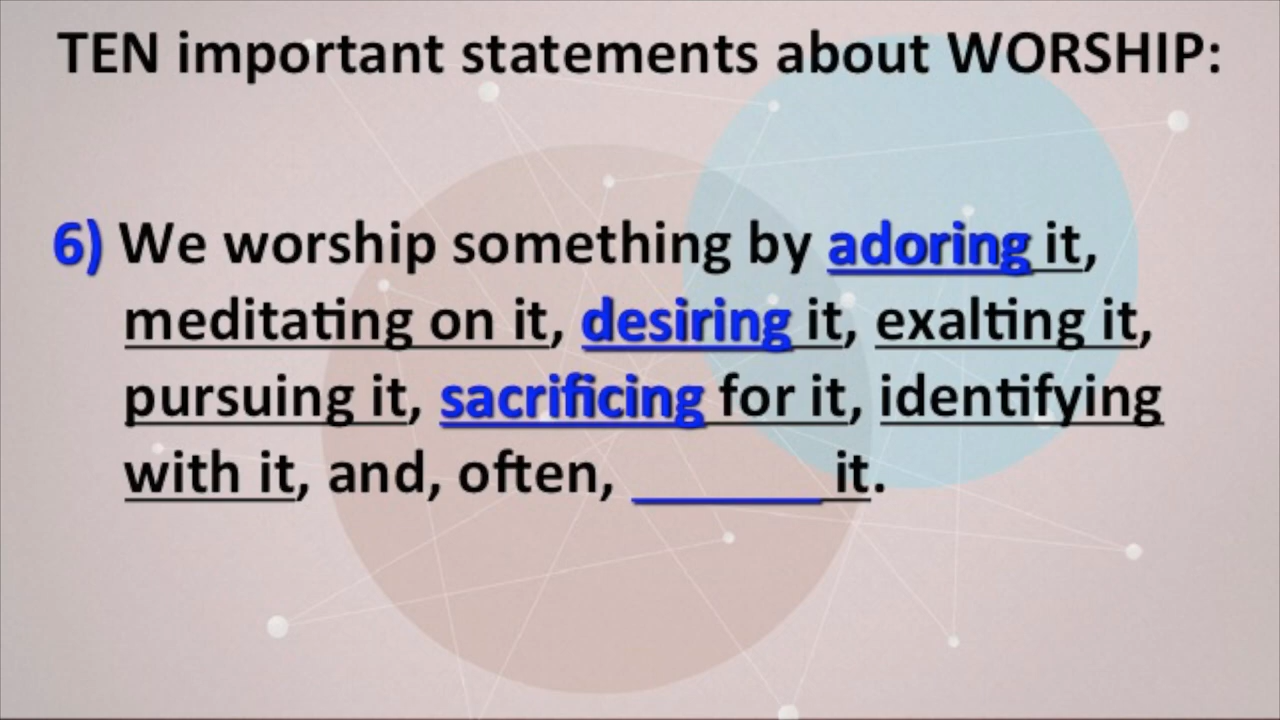 TEN important statements about WORSHIP:
6) We worship something by adoring it,
meditating on it, desiring it, exalting it,
pursuing it, sacrificing for it, identifying
with it, and, often, ________ it.